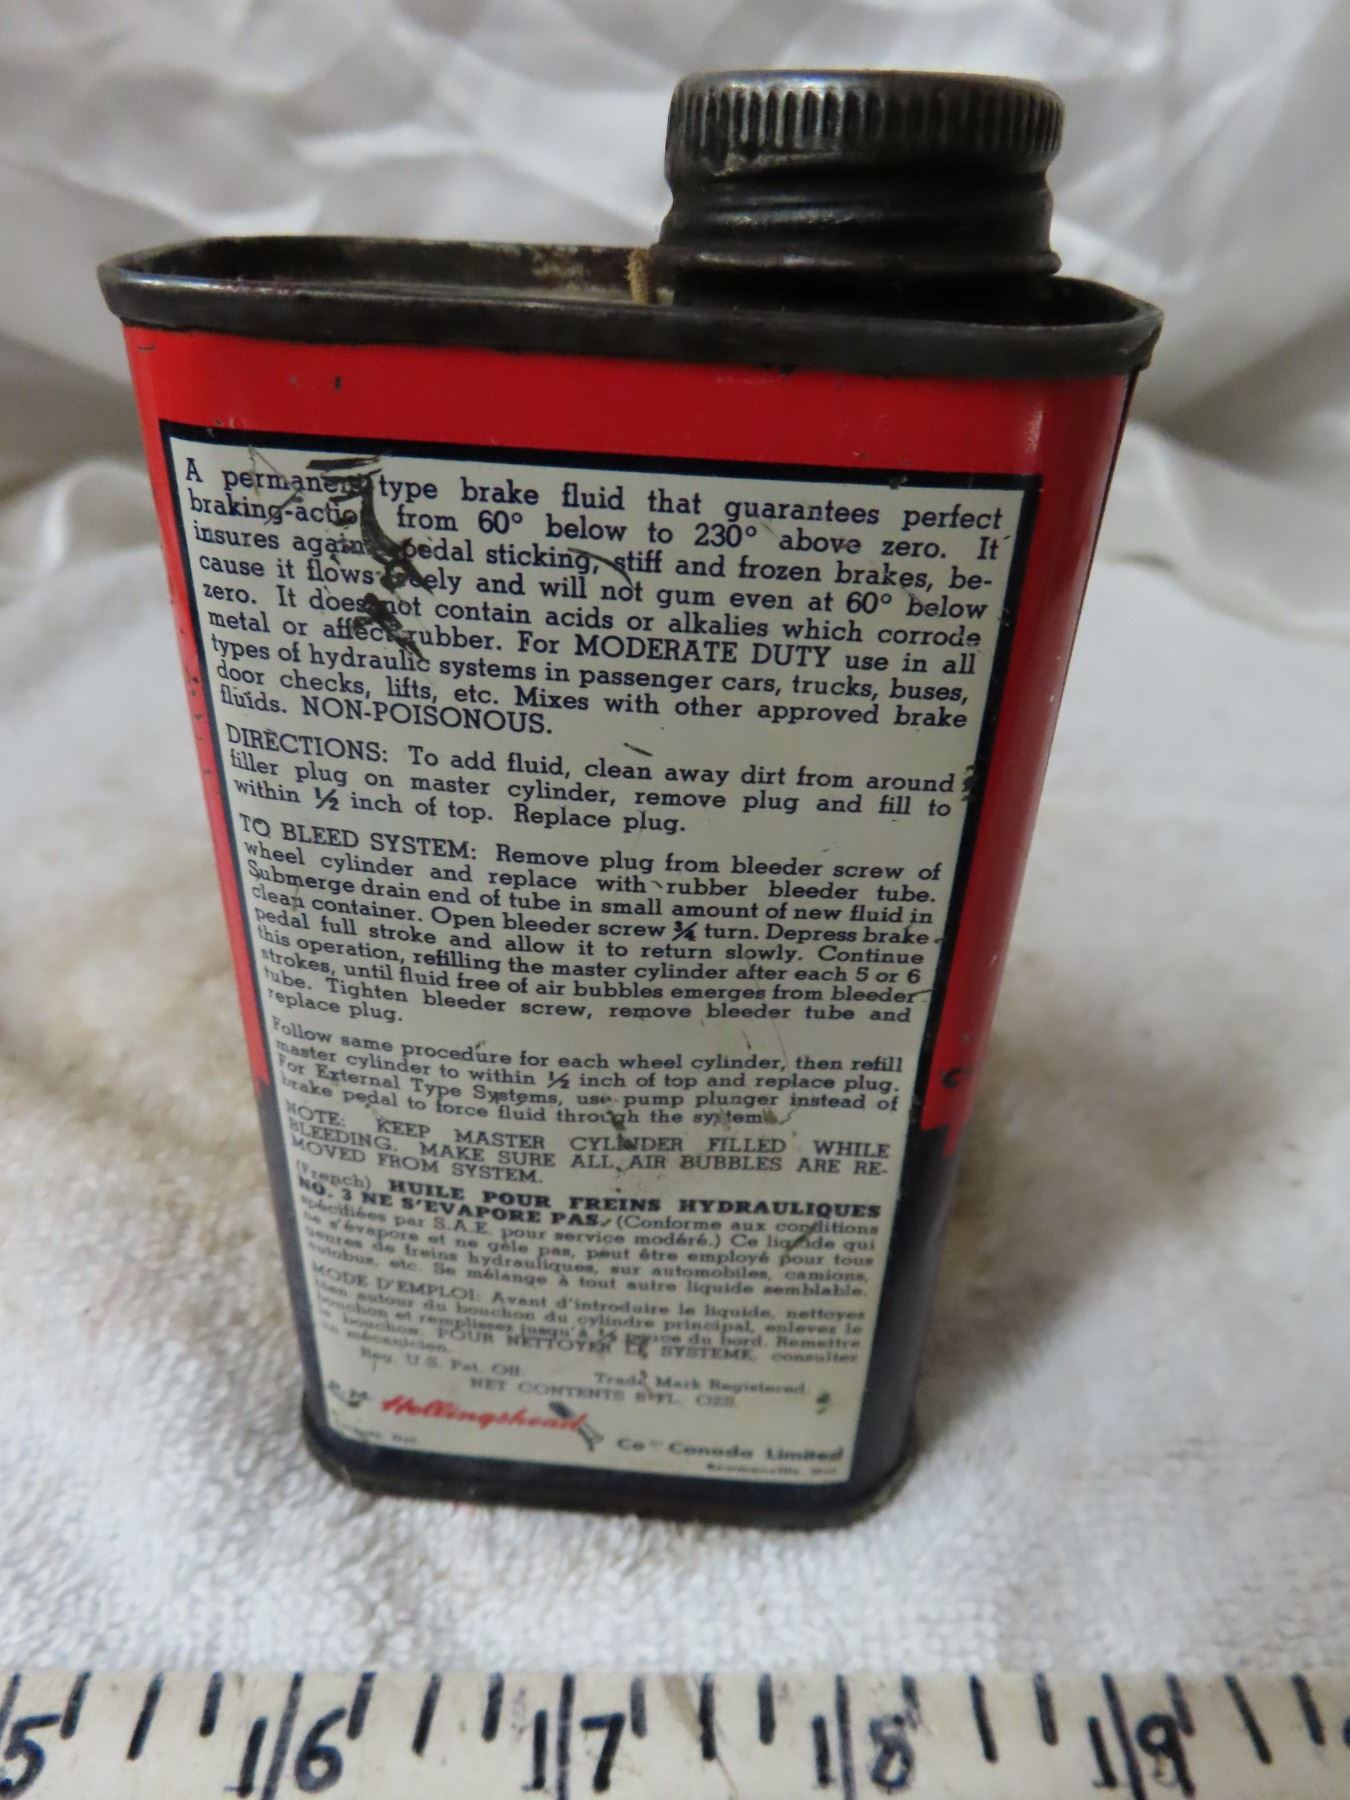 A permanent type brake fluid that guarantees perfect
braking-action from 60° below to 230° above zero. It
insures against pedal sticking, stiff and frozen brakes, be-
cause it flows freely and will not gum even at 60° below
zero. It does not contain acids or alkalies which corrode
metal or affect rubber. For MODERATE DUTY use in all
types of hydraulic systems in passenger cars, trucks, buses,
door checks, lifts, etc. Mixes with other approved brake
fluids. NON-POISONOUS.
DIRECTIONS: To add fluid, clean away dirt from around
filler plug on master cylinder, remove plug and fill to
within ½ inch of top. Replace plug.
TO BLEED SYSTEM: Remove plug from bleeder screw of
wheel cylinder and replace with rubber bleeder tube.
Submerge drain end of tube in small amount of new fluid in
clean container. Open bleeder screw ¾ turn. Depress brake
pedal full stroke and allow it to return slowly. Continue
this operation, refilling the master cylinder after each 5 or 6
strokes, until fluid free of air bubbles emerges from bleeder
tube. Tighten bleeder screw, remove bleeder tube and
replace plug.
Follow same procedure for each wheel cylinder, then refill
master cylinder to within ½ inch of top and replace plug.
For External Type Systems, use pump plunger instead of
brake pedal to force fluid through the system.
NOTE: KEEP MASTER CYLINDER FILLED WHILE
BLEEDING. MAKE SURE ALL AIR BUBBLES ARE RE-
MOVED FROM SYSTEM.
(French) HUILE POUR FREINS HYDRAULIQUES
NO. 3 NE S'EVAPORE PAS. (Conforme aux conditions
spécifiées par S.A.E. pour service modéré.) Ce liquide qui
ne s'évapore et ne gèle pas, peut être employé pour tous
genres de freins hydrauliques, sur automobiles, camions,
autobus, etc. Se mélange à tout autre liquide semblable.
MODE D'EMPLOI: Avant d'introduire le liquide, nettoyez
bien autour du bouchon du cylindre principal, enlevez le
bouchon et remplissez jusqu'à ½ pouce du bord. Remettre
le bouchon. POUR NETTOYER LE SYSTEME, consulter
un mécanicien.
Reg. U.S. Pat. Off. Trade Mark Registered
NET CONTENTS 8 FL. OZS.
R.M. Hollingshead Co of Canada Limited
Bowmanville Ont.
5 6 7 8 9